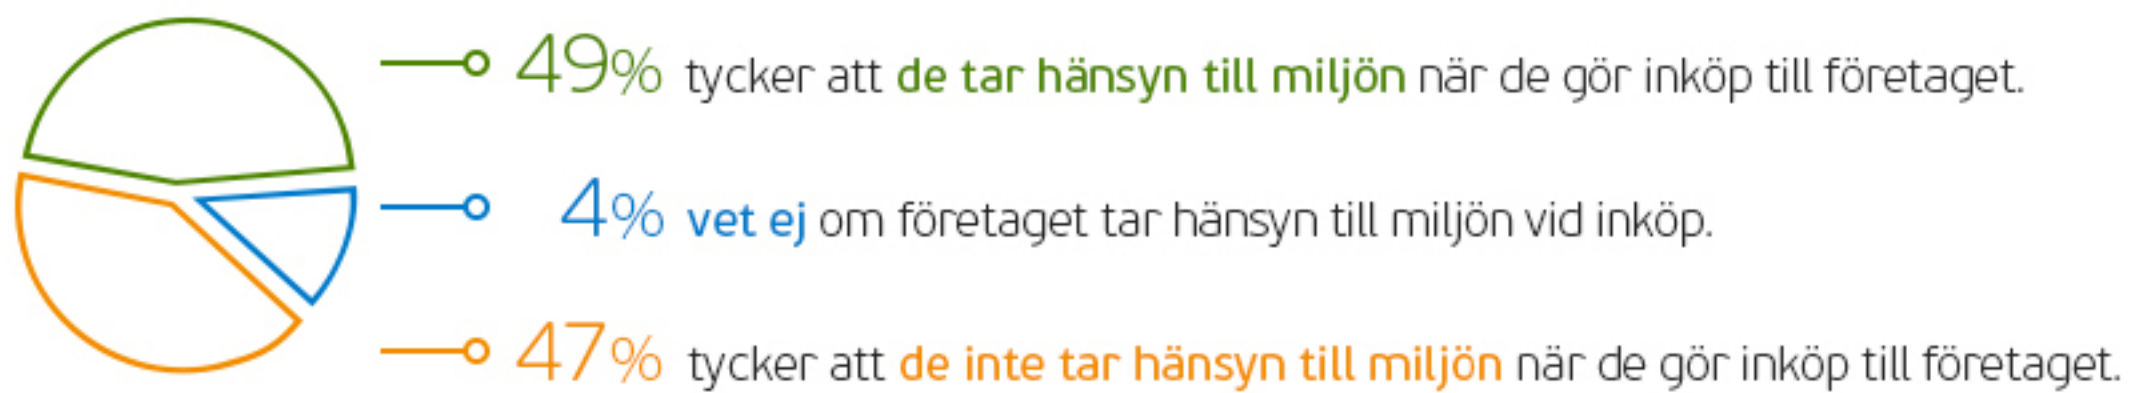 49% tycker att de tar hänsyn till miljön när de gör inköp till företaget.
4% vet ej om företaget tar hänsyn till miljön vid inköp.
47% tycker att de inte tar hänsyn till miljön när de gör inköp till företaget.